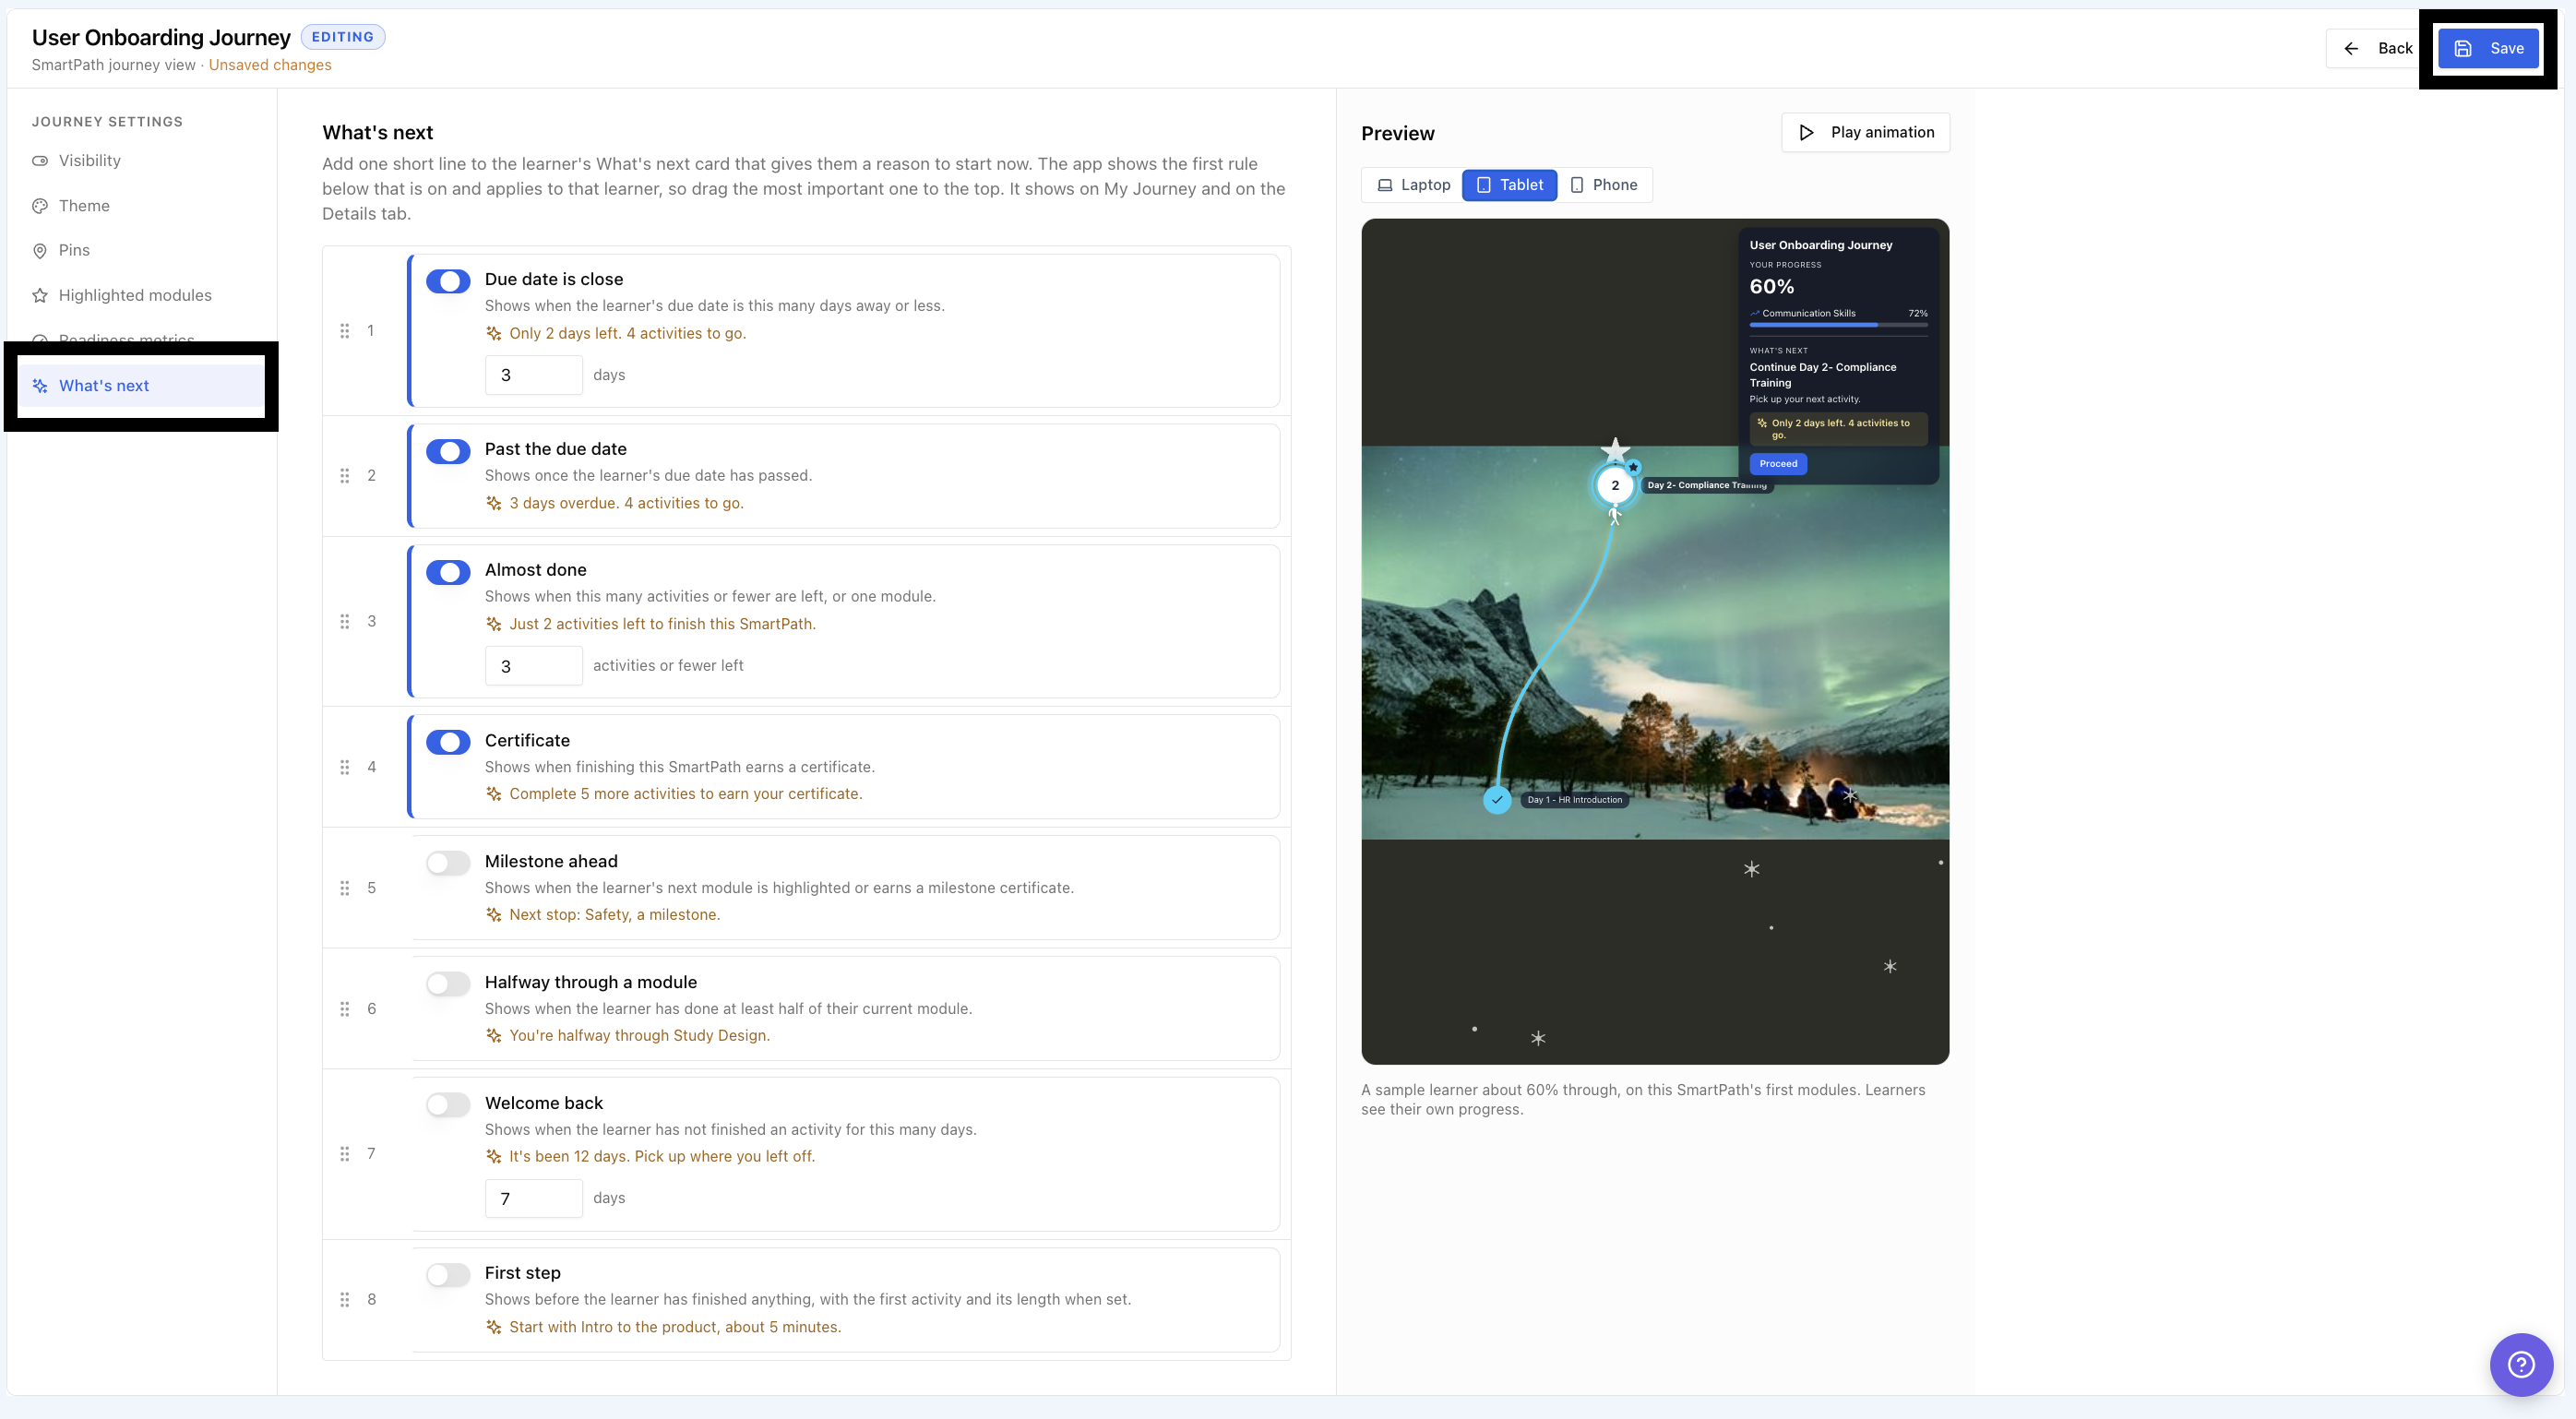 User Onboarding Journey
EDITING
SmartPath journey view · Unsaved changes
Back
Save
JOURNEY SETTINGS
Visibility
Theme
Pins
Highlighted modules
Readiness metrics
What's next
What's next
Add one short line to the learner's What's next card that gives them a reason to start now. The app shows the first rule
below that is on and applies to that learner, so drag the most important one to the top. It shows on My Journey and on the
Details tab.
1
Due date is close
Shows when the learner's due date is this many days away or less.
Only 2 days left. 4 activities to go.
3 days
2
Past the due date
Shows once the learner's due date has passed.
3 days overdue. 4 activities to go.
3
Almost done
Shows when this many activities or fewer are left, or one module.
Just 2 activities left to finish this SmartPath.
3 activities or fewer left
4
Certificate
Shows when finishing this SmartPath earns a certificate.
Complete 5 more activities to earn your certificate.
5
Milestone ahead
Shows when the learner's next module is highlighted or earns a milestone certificate.
Next stop: Safety, a milestone.
6
Halfway through a module
Shows when the learner has done at least half of their current module.
You're halfway through Study Design.
7
Welcome back
Shows when the learner has not finished an activity for this many days.
It's been 12 days. Pick up where you left off.
7 days
8
First step
Shows before the learner has finished anything, with the first activity and its length when set.
Start with Intro to the product, about 5 minutes.
Preview
Play animation
Laptop
Tablet
Phone
User Onboarding Journey
YOUR PROGRESS
60%
Communication Skills 72%
WHAT'S NEXT
Continue Day 2- Compliance
Training
Pick up your next activity.
Only 2 days left. 4 activities to
go.
Proceed
2
Day 2- Compliance Training
Day 1 - HR Introduction
A sample learner about 60% through, on this SmartPath's first modules. Learners
see their own progress.